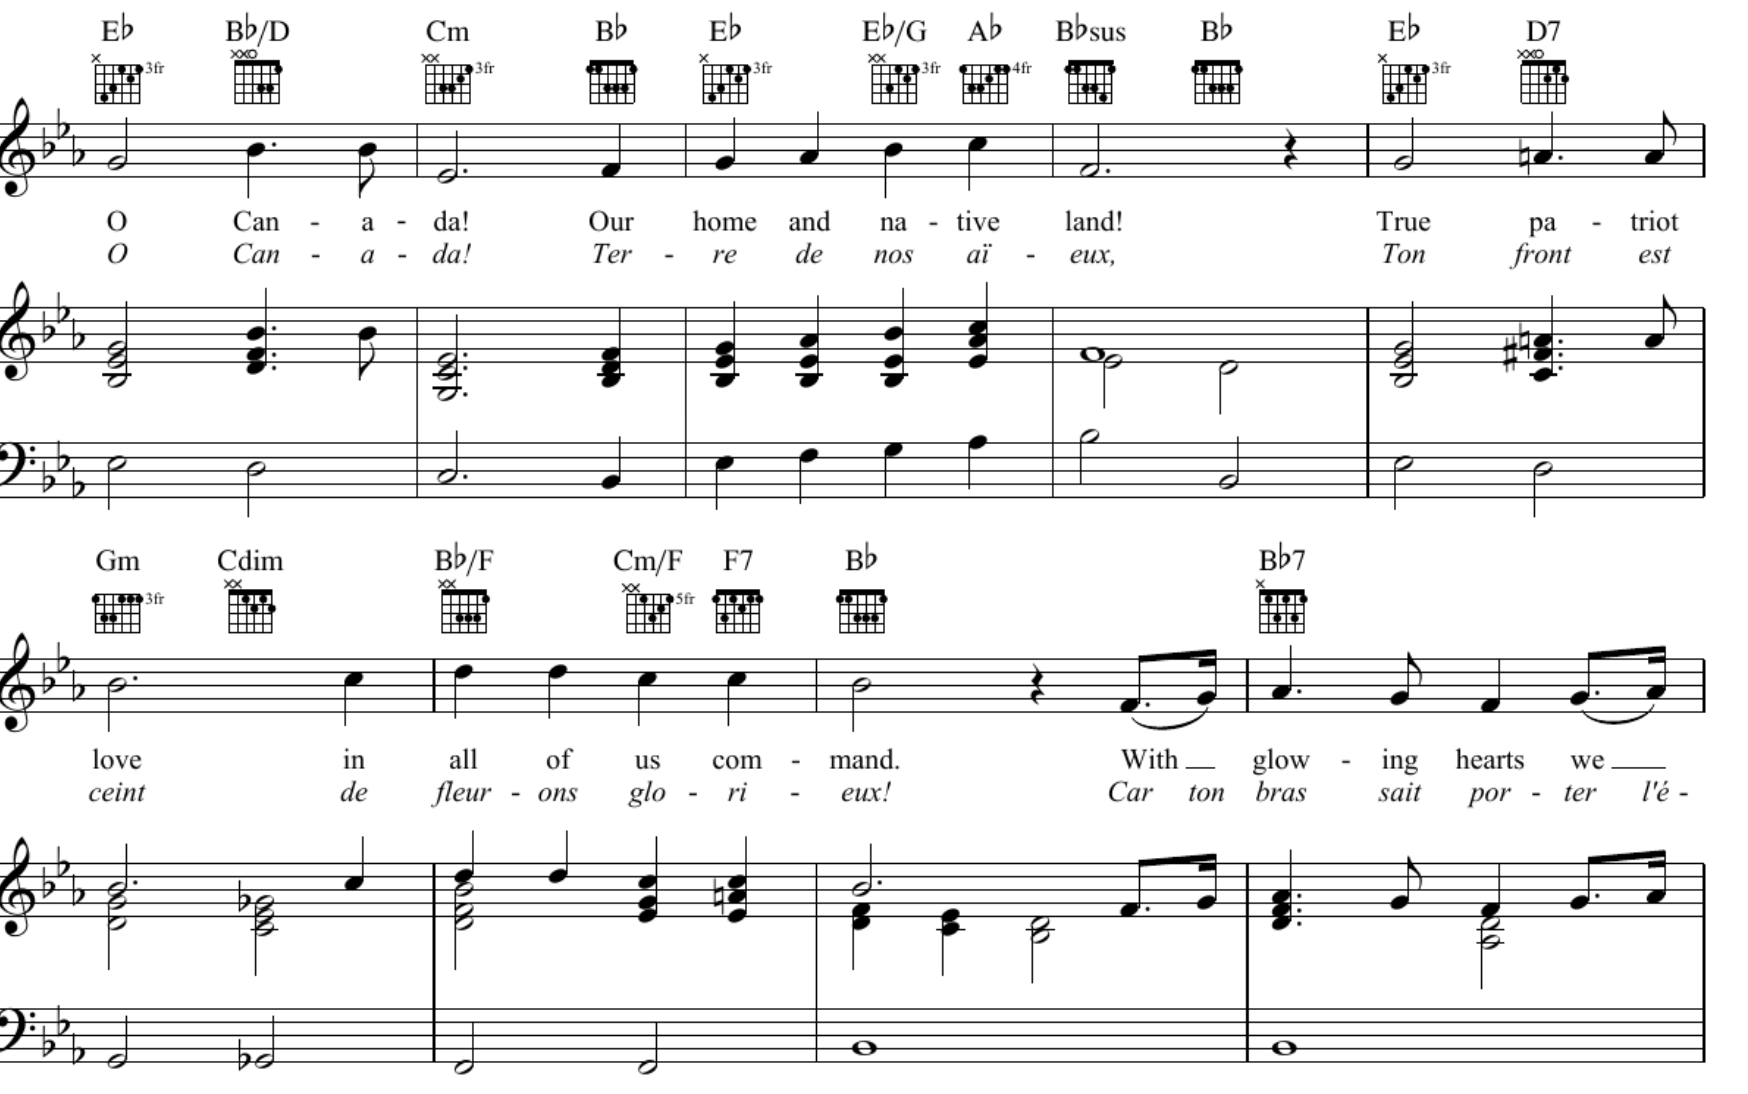 E♭ B♭/D Cm B♭ E♭ E♭/G A♭ B♭sus B♭ E♭ D7
3fr 3fr 3fr 3fr 4fr 3fr
O Can - a - da! Our home and na - tive land! True pa - triot
O Can - a - da! Ter - re de nos aï - eux, Ton front est
Gm Cdim B♭/F Cm/F F7 B♭ B♭7
3fr 5fr
love in all of us com - mand. With glow - ing hearts we
ceint de fleur - ons glo - ri - eux! Car ton bras sait por - ter l'é -